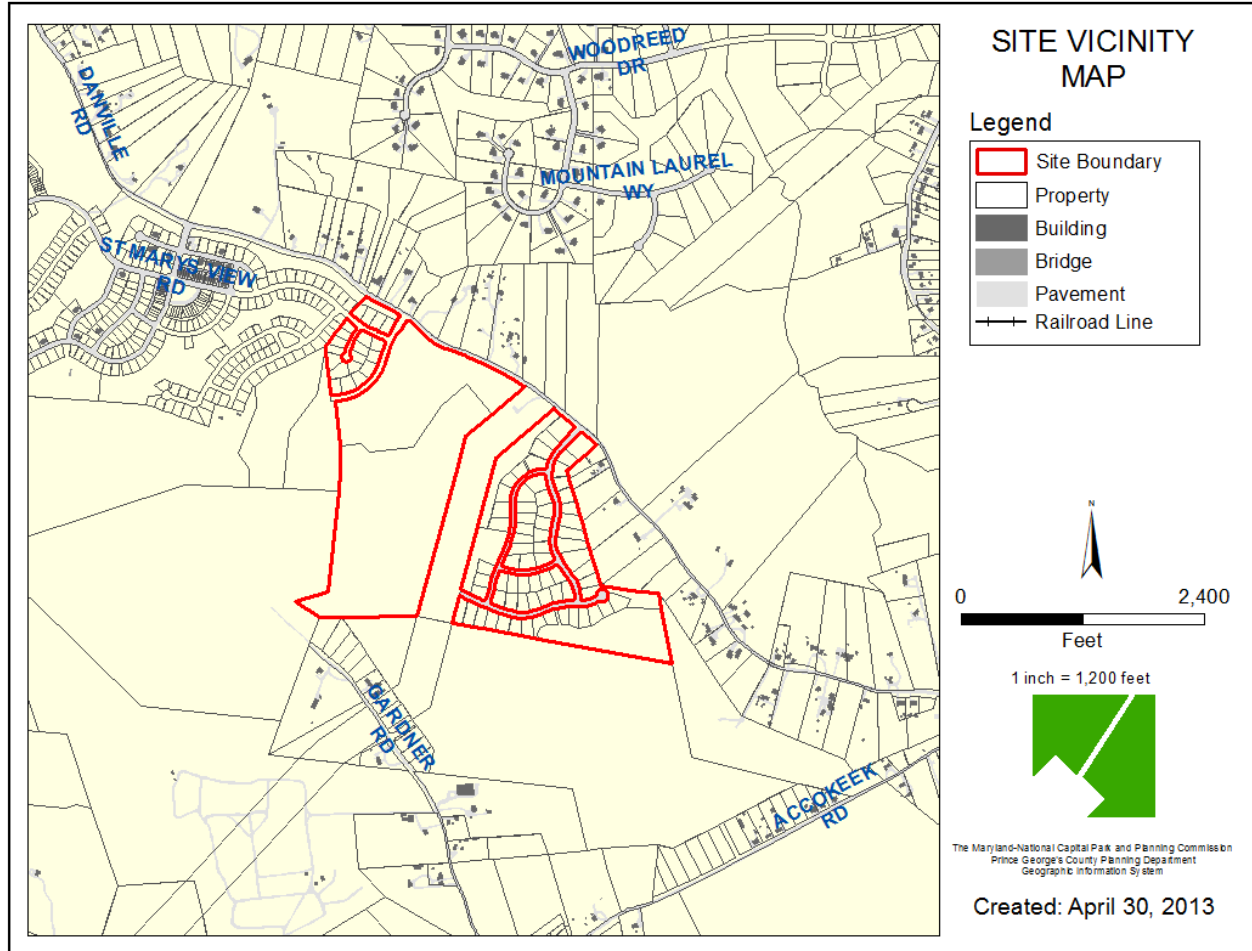 WOODREED
DR
DANVILLE
RD
MOUNTAIN LAUREL
WY
ST MARYS VIEW
RD
GARDNER
RD
ACCOKEEK
RD
SITE VICINITY
MAP
Legend
Site Boundary
Property
Building
Bridge
Pavement
Railroad Line
N
0 2,400
Feet
1 inch = 1,200 feet
The Maryland-National Capital Park and Planning Commission
Prince George's County Planning Department
Geographic Information System
Created: April 30, 2013